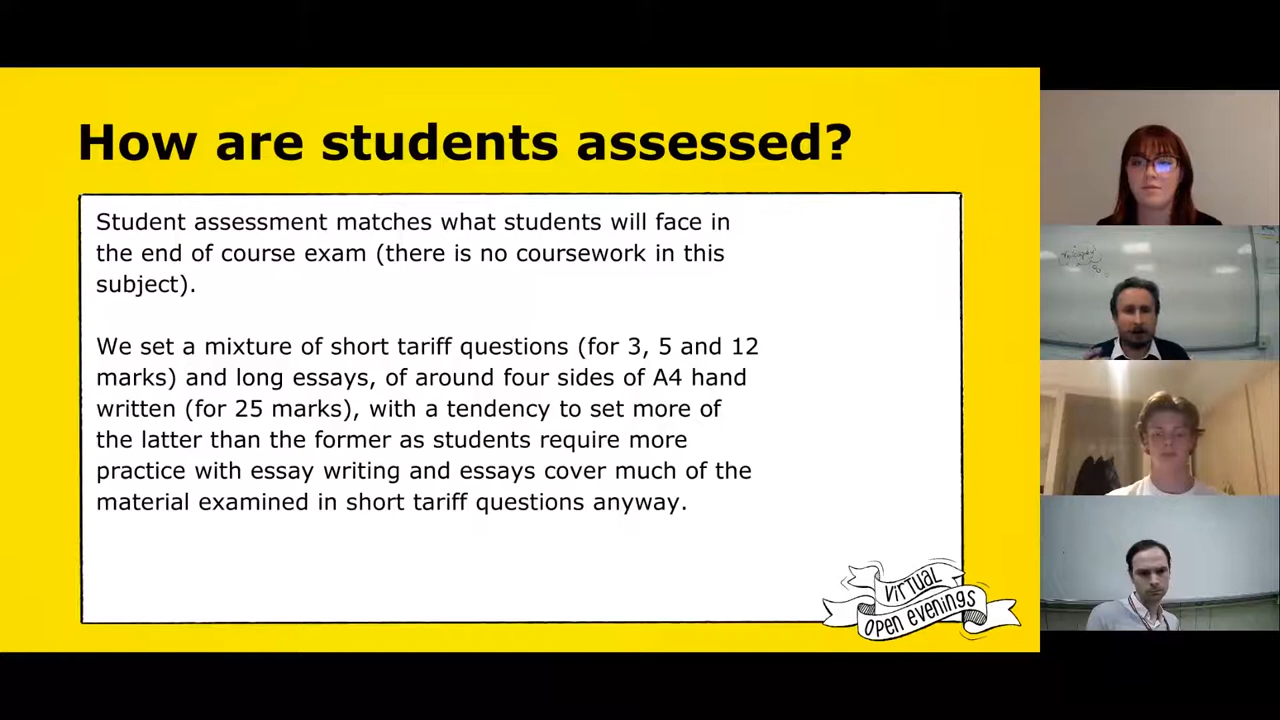 How are students assessed?
Student assessment matches what students will face in
the end of course exam (there is no coursework in this
subject).
We set a mixture of short tariff questions (for 3, 5 and 12
marks) and long essays, of around four sides of A4 hand
written (for 25 marks), with a tendency to set more of
the latter than the former as students require more
practice with essay writing and essays cover much of the
material examined in short tariff questions anyway.
VIRTUAL
OPEN EVENINGS